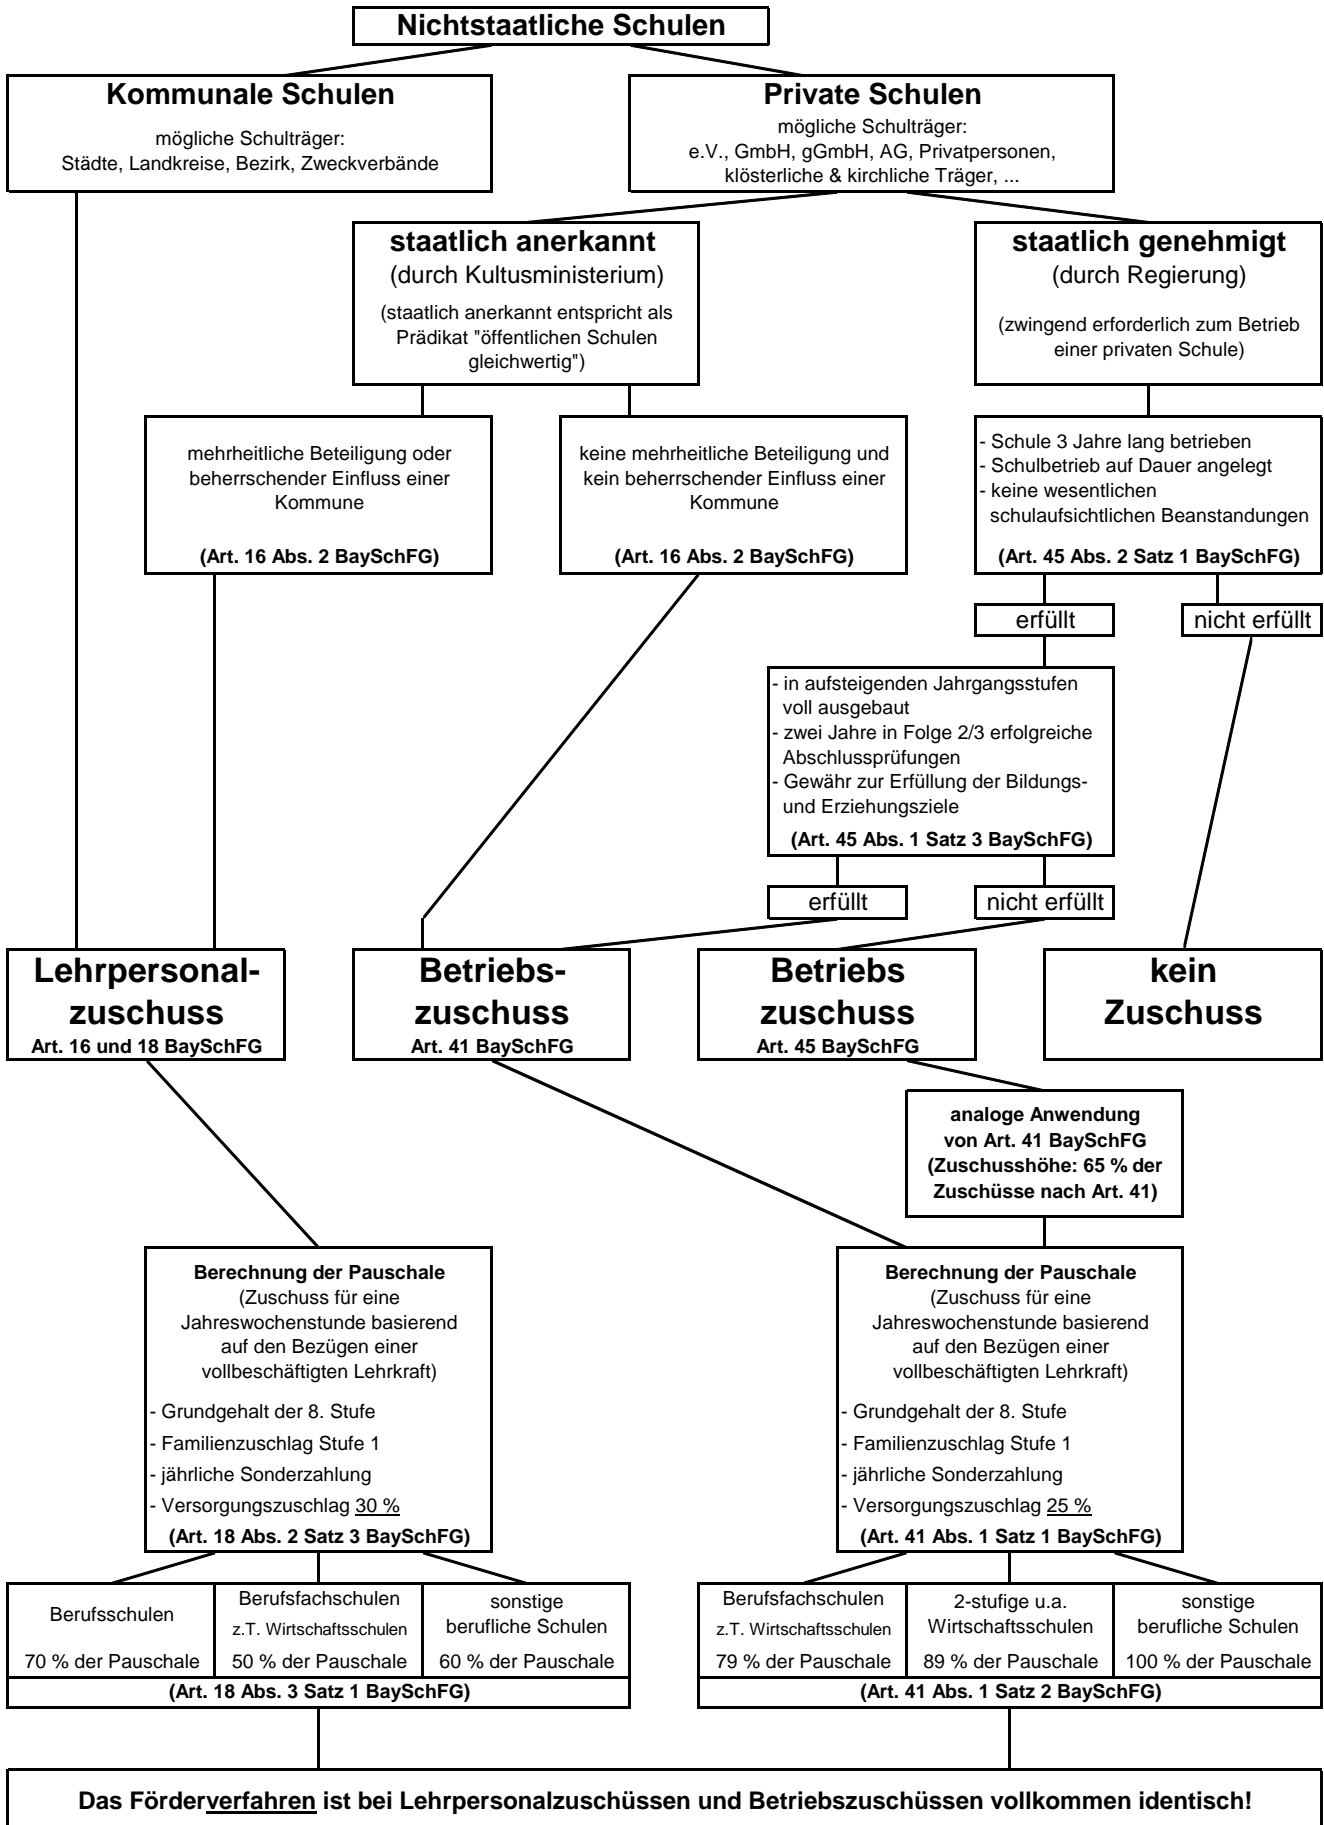 Nichtstaatliche Schulen
Kommunale Schulen
mögliche Schulträger:
Städte, Landkreise, Bezirk, Zweckverbände
Private Schulen
mögliche Schulträger:
e.V., GmbH, gGmbH, AG, Privatpersonen,
klösterliche & kirchliche Träger, ...
staatlich anerkannt
(durch Kultusministerium)
(staatlich anerkannt entspricht als
Prädikat "öffentlichen Schulen
gleichwertig")
staatlich genehmigt
(durch Regierung)
(zwingend erforderlich zum Betrieb
einer privaten Schule)
mehrheitliche Beteiligung oder
beherrschender Einfluss einer
Kommune
(Art. 16 Abs. 2 BaySchFG)
keine mehrheitliche Beteiligung und
kein beherrschender Einfluss einer
Kommune
(Art. 16 Abs. 2 BaySchFG)
- Schule 3 Jahre lang betrieben
- Schulbetrieb auf Dauer angelegt
- keine wesentlichen
schulaufsichtlichen Beanstandungen
(Art. 45 Abs. 2 Satz 1 BaySchFG)
erfüllt
nicht erfüllt
- in aufsteigenden Jahrgangsstufen
voll ausgebaut
- zwei Jahre in Folge 2/3 erfolgreiche
Abschlussprüfungen
- Gewähr zur Erfüllung der Bildungs-
und Erziehungsziele
(Art. 45 Abs. 1 Satz 3 BaySchFG)
erfüllt
nicht erfüllt
Lehrpersonal-
zuschuss
Art. 16 und 18 BaySchFG
Betriebs-
zuschuss
Art. 41 BaySchFG
Betriebs
zuschuss
Art. 45 BaySchFG
kein
Zuschuss
analoge Anwendung
von Art. 41 BaySchFG
(Zuschusshöhe: 65 % der
Zuschüsse nach Art. 41)
Berechnung der Pauschale
(Zuschuss für eine
Jahreswochenstunde basierend
auf den Bezügen einer
vollbeschäftigten Lehrkraft)
- Grundgehalt der 8. Stufe
- Familienzuschlag Stufe 1
- jährliche Sonderzahlung
- Versorgungszuschlag 30 %
(Art. 18 Abs. 2 Satz 3 BaySchFG)
Berechnung der Pauschale
(Zuschuss für eine
Jahreswochenstunde basierend
auf den Bezügen einer
vollbeschäftigten Lehrkraft)
- Grundgehalt der 8. Stufe
- Familienzuschlag Stufe 1
- jährliche Sonderzahlung
- Versorgungszuschlag 25 %
(Art. 41 Abs. 1 Satz 1 BaySchFG)
Berufsschulen
70 % der Pauschale
Berufsfachschulen
z.T. Wirtschaftsschulen
50 % der Pauschale
sonstige
berufliche Schulen
60 % der Pauschale
(Art. 18 Abs. 3 Satz 1 BaySchFG)
Berufsfachschulen
z.T. Wirtschaftsschulen
79 % der Pauschale
2-stufige u.a.
Wirtschaftsschulen
89 % der Pauschale
sonstige
berufliche Schulen
100 % der Pauschale
(Art. 41 Abs. 1 Satz 2 BaySchFG)
Das Förderverfahren ist bei Lehrpersonalzuschüssen und Betriebszuschüssen vollkommen identisch!